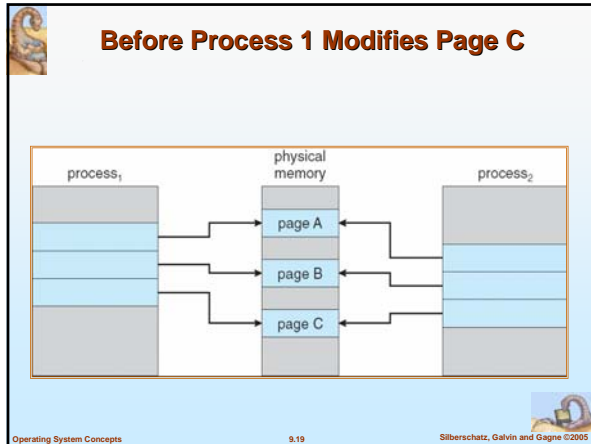 Before Process 1 Modifies Page C
process₁
physical
memory
process₂
page A
page B
page C
Operating System Concepts
9.19
Silberschatz, Galvin and Gagne ©2005